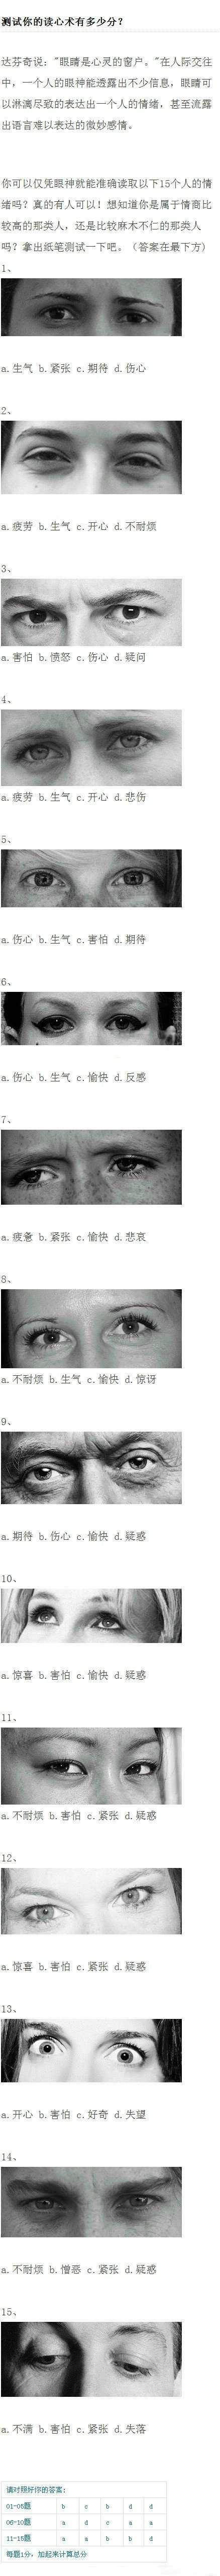 测试你的读心术有多少分?
达芬奇说："眼睛是心灵的窗户。"在人际交往
中，一个人的眼神能透露出不少信息，眼睛可
以淋漓尽致的表达出一个人的情绪，甚至流露
出语言难以表达的微妙感情。
你可以仅凭眼神就能准确读取以下15个人的情
绪吗？真的有人可以！想知道你是属于情商比
较高的那类人，还是比较麻木不仁的那类人
吗？拿出纸笔测试一下吧。（答案在最下方）
1、
a.生气 b.紧张 c.期待 d.伤心
2、
a.疲劳 b.生气 c.开心 d.不耐烦
3、
a.害怕 b.愤怒 c.伤心 d.疑问
4、
a.疲劳 b.生气 c.开心 d.悲伤
5、
a.伤心 b.生气 c.害怕 d.期待
6、
a.伤心 b.生气 c.愉快 d.反感
7、
a.疲惫 b.紧张 c.愉快 d.悲哀
8、
a.不耐烦 b.生气 c.愉快 d.惊讶
9、
a.期待 b.伤心 c.愉快 d.疑惑
10、
a.惊喜 b.害怕 c.愉快 d.疑惑
11、
a.不耐烦 b.害怕 c.紧张 d.疑惑
12、
a.惊喜 b.害怕 c.紧张 d.疑惑
13、
a.开心 b.害怕 c.好奇 d.失望
14、
a.不耐烦 b.憎恶 c.紧张 d.疑惑
15、
a.不满 b.害怕 c.紧张 d.失落
请对照好你的答案：
01-05题 b c b d d
06-10题 a d c a a
11-15题 a a b b d
每题1分，加起来计算总分